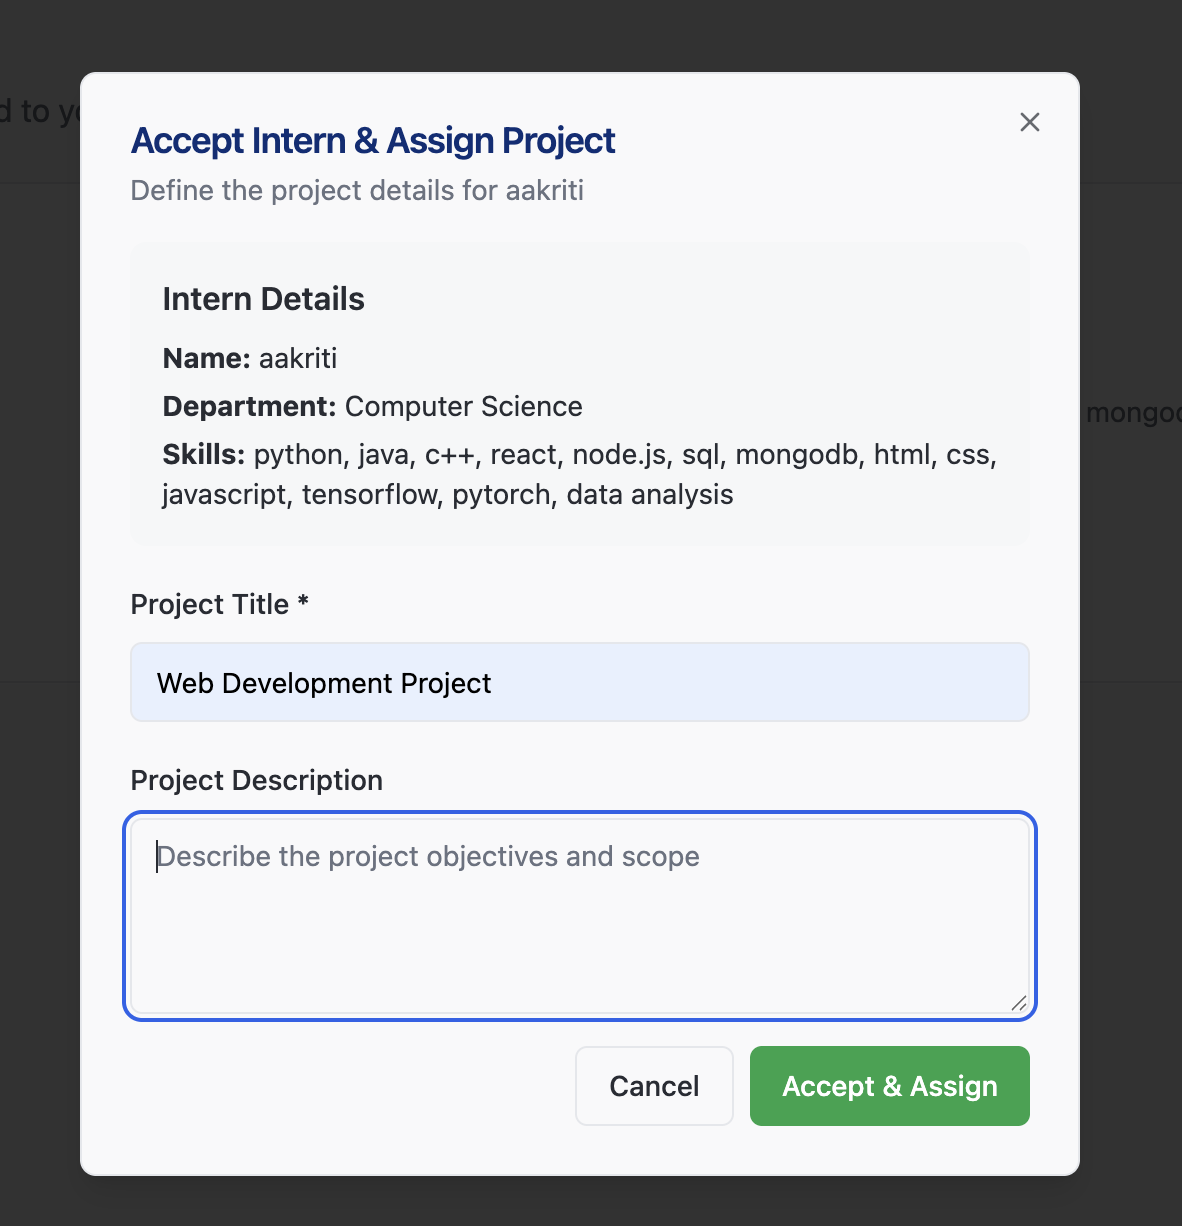 d to yo
Accept Intern & Assign Project
Define the project details for aakriti
Intern Details
Name: aakriti
Department: Computer Science
mongod
Skills: python, java, c++, react, node.js, sql, mongodb, html, css,
javascript, tensorflow, pytorch, data analysis
Project Title *
Web Development Project
Project Description
Describe the project objectives and scope
Cancel
Accept & Assign